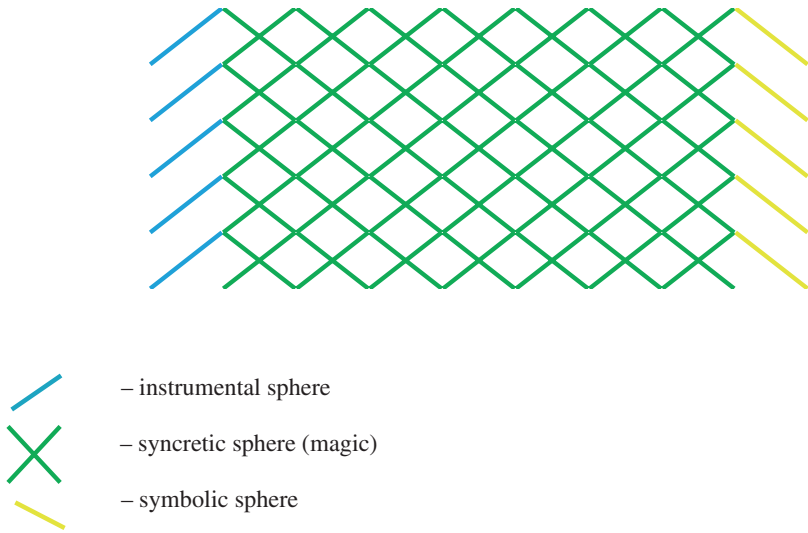 – instrumental sphere
– syncretic sphere (magic)
– symbolic sphere